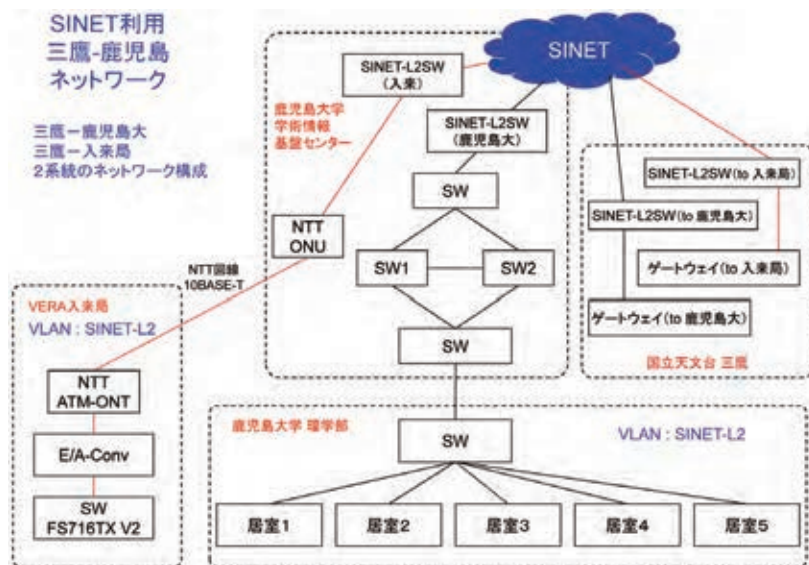 SINET利用
三鷹-鹿児島
ネットワーク
三鷹－鹿児島大
三鷹－入来局
2系統のネットワーク構成
SINET
SINET-L2SW
(入来)
鹿児島大学
学術情報
基盤センター
SINET-L2SW
(鹿児島大)
SW
NTT
ONU
SW1
SW2
SW
NTT回線
10BASE-T
SINET-L2SW(to 入来局)
SINET-L2SW(to 鹿児島大)
ゲートウェイ(to 入来局)
ゲートウェイ(to 鹿児島大)
国立天文台 三鷹
VERA入来局
VLAN : SINET-L2
NTT
ATM-ONT
E/A-Conv
SW
FS716TX V2
鹿児島大学 理学部
VLAN : SINET-L2
SW
居室1
居室2
居室3
居室4
居室5